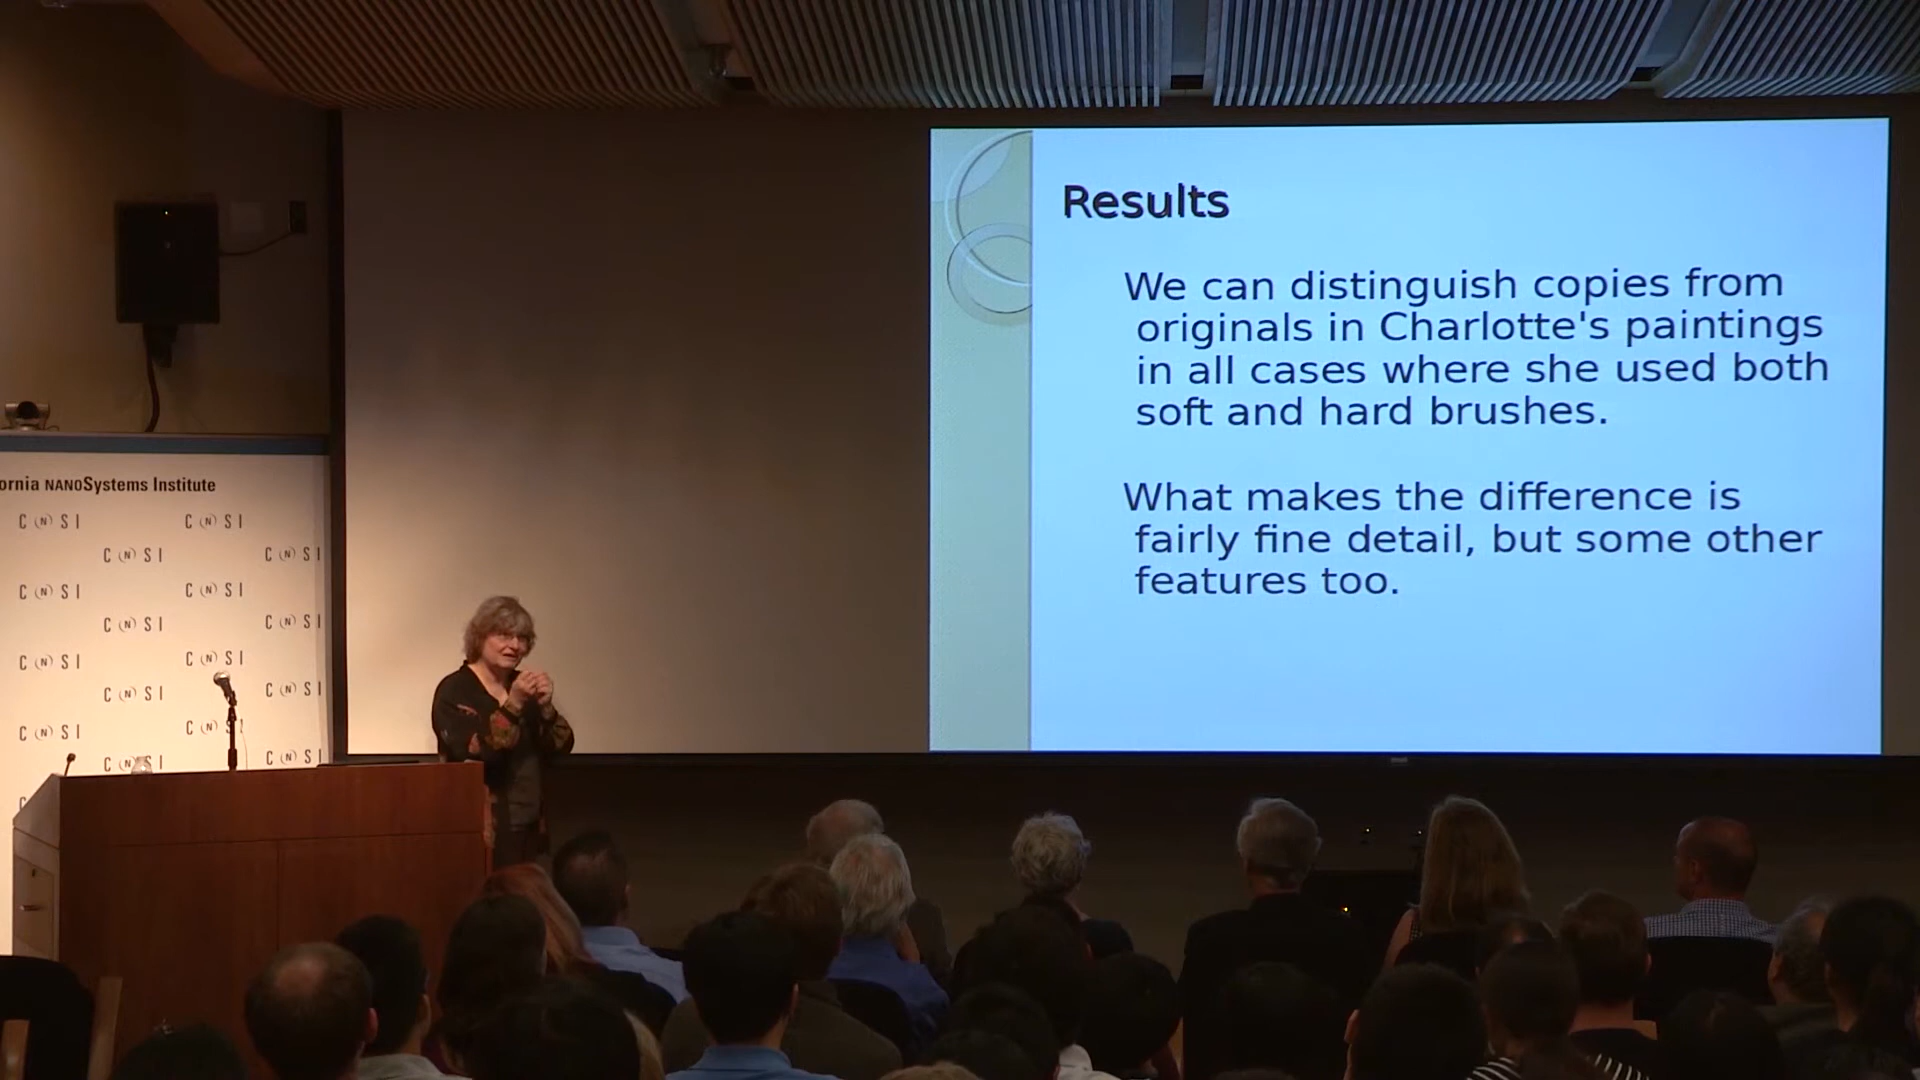 Results
We can distinguish copies from
originals in Charlotte's paintings
in all cases where she used both
soft and hard brushes.
What makes the difference is
fairly fine detail, but some other
features too.
ornia NANOSystems Institute
C N S I C N S I
C N S I C N S I
C N S I C N S I
C N S I C N S I
C N S I C N S I
C N S I C N S I
C N S I C N S I
C N S I C N S I